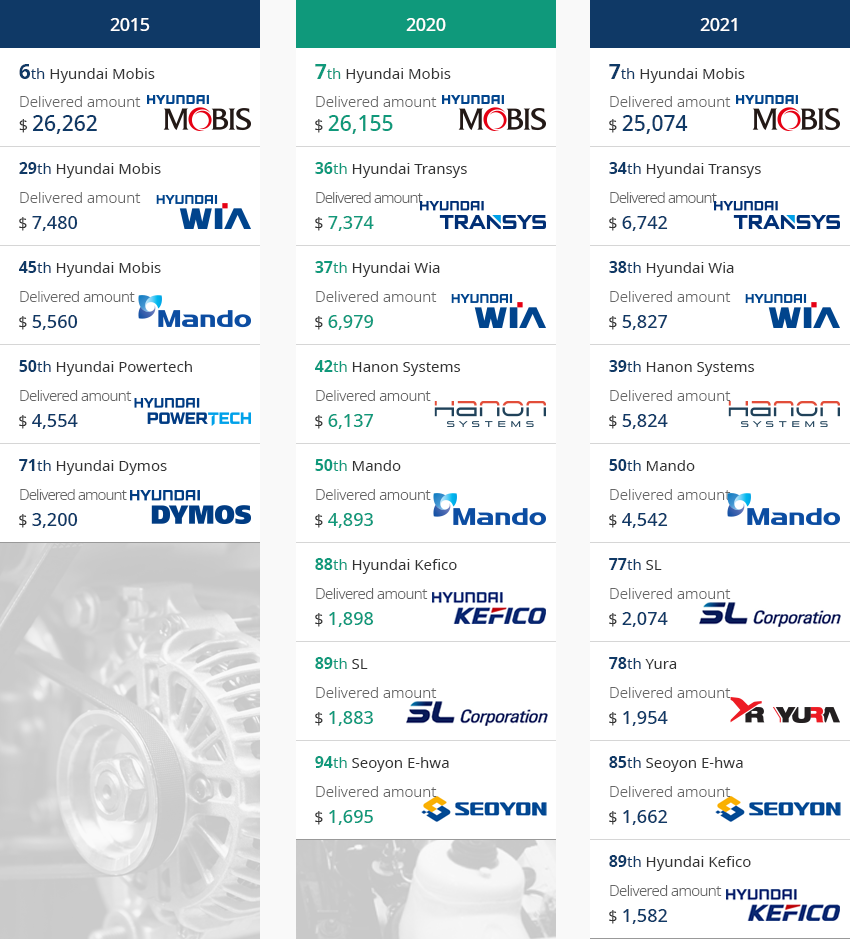 2015
6th Hyundai Mobis
Delivered amount
HYUNDAI
MOBIS
$ 26,262
29th Hyundai Mobis
Delivered amount
HYUNDAI
WIA
$ 7,480
45th Hyundai Mobis
Delivered amount
Mando
$ 5,560
50th Hyundai Powertech
Delivered amount
HYUNDAI
POWERTECH
$ 4,554
71th Hyundai Dymos
Delivered amount
HYUNDAI
DYMOS
$ 3,200
2020
7th Hyundai Mobis
Delivered amount
HYUNDAI
MOBIS
$ 26,155
36th Hyundai Transys
Delivered amount
HYUNDAI
TRANSYS
$ 7,374
37th Hyundai Wia
Delivered amount
HYUNDAI
WIA
$ 6,979
42th Hanon Systems
Delivered amount
Hanon
SYSTEMS
$ 6,137
50th Mando
Delivered amount
Mando
$ 4,893
88th Hyundai Kefico
Delivered amount
HYUNDAI
KEFICO
$ 1,898
89th SL
Delivered amount
SL Corporation
$ 1,883
94th Seoyon E-hwa
Delivered amount
SEOYON
$ 1,695
2021
7th Hyundai Mobis
Delivered amount
HYUNDAI
MOBIS
$ 25,074
34th Hyundai Transys
Delivered amount
HYUNDAI
TRANSYS
$ 6,742
38th Hyundai Wia
Delivered amount
HYUNDAI
WIA
$ 5,827
39th Hanon Systems
Delivered amount
Hanon
SYSTEMS
$ 5,824
50th Mando
Delivered amount
Mando
$ 4,542
77th SL
Delivered amount
SL Corporation
$ 2,074
78th Yura
Delivered amount
YR YURA
$ 1,954
85th Seoyon E-hwa
Delivered amount
SEOYON
$ 1,662
89th Hyundai Kefico
Delivered amount
HYUNDAI
KEFICO
$ 1,582